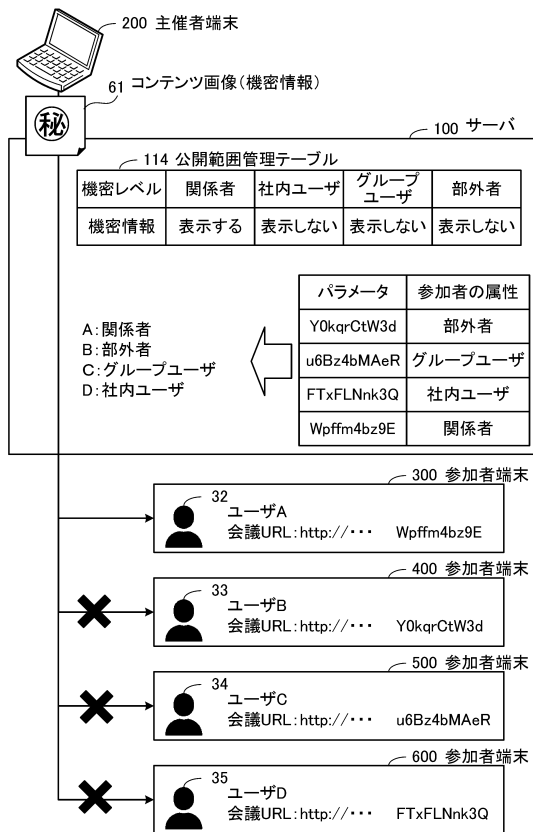 200 主催者端末
61 コンテンツ画像(機密情報)
秘
100 サーバ
114 公開範囲管理テーブル
機密レベル 関係者 社内ユーザ グループユーザ 部外者
機密情報 表示する 表示しない 表示しない 表示しない
パラメータ 参加者の属性
Y0kqrCtW3d 部外者
u6Bz4bMAeR グループユーザ
FTxFLNnk3Q 社内ユーザ
Wpffm4bz9E 関係者
A:関係者
B:部外者
C:グループユーザ
D:社内ユーザ
300 参加者端末
32
ユーザA
会議URL:http://・・・ Wpffm4bz9E
400 参加者端末
33
ユーザB
会議URL:http://・・・ Y0kqrCtW3d
500 参加者端末
34
ユーザC
会議URL:http://・・・ u6Bz4bMAeR
600 参加者端末
35
ユーザD
会議URL:http://・・・ FTxFLNnk3Q